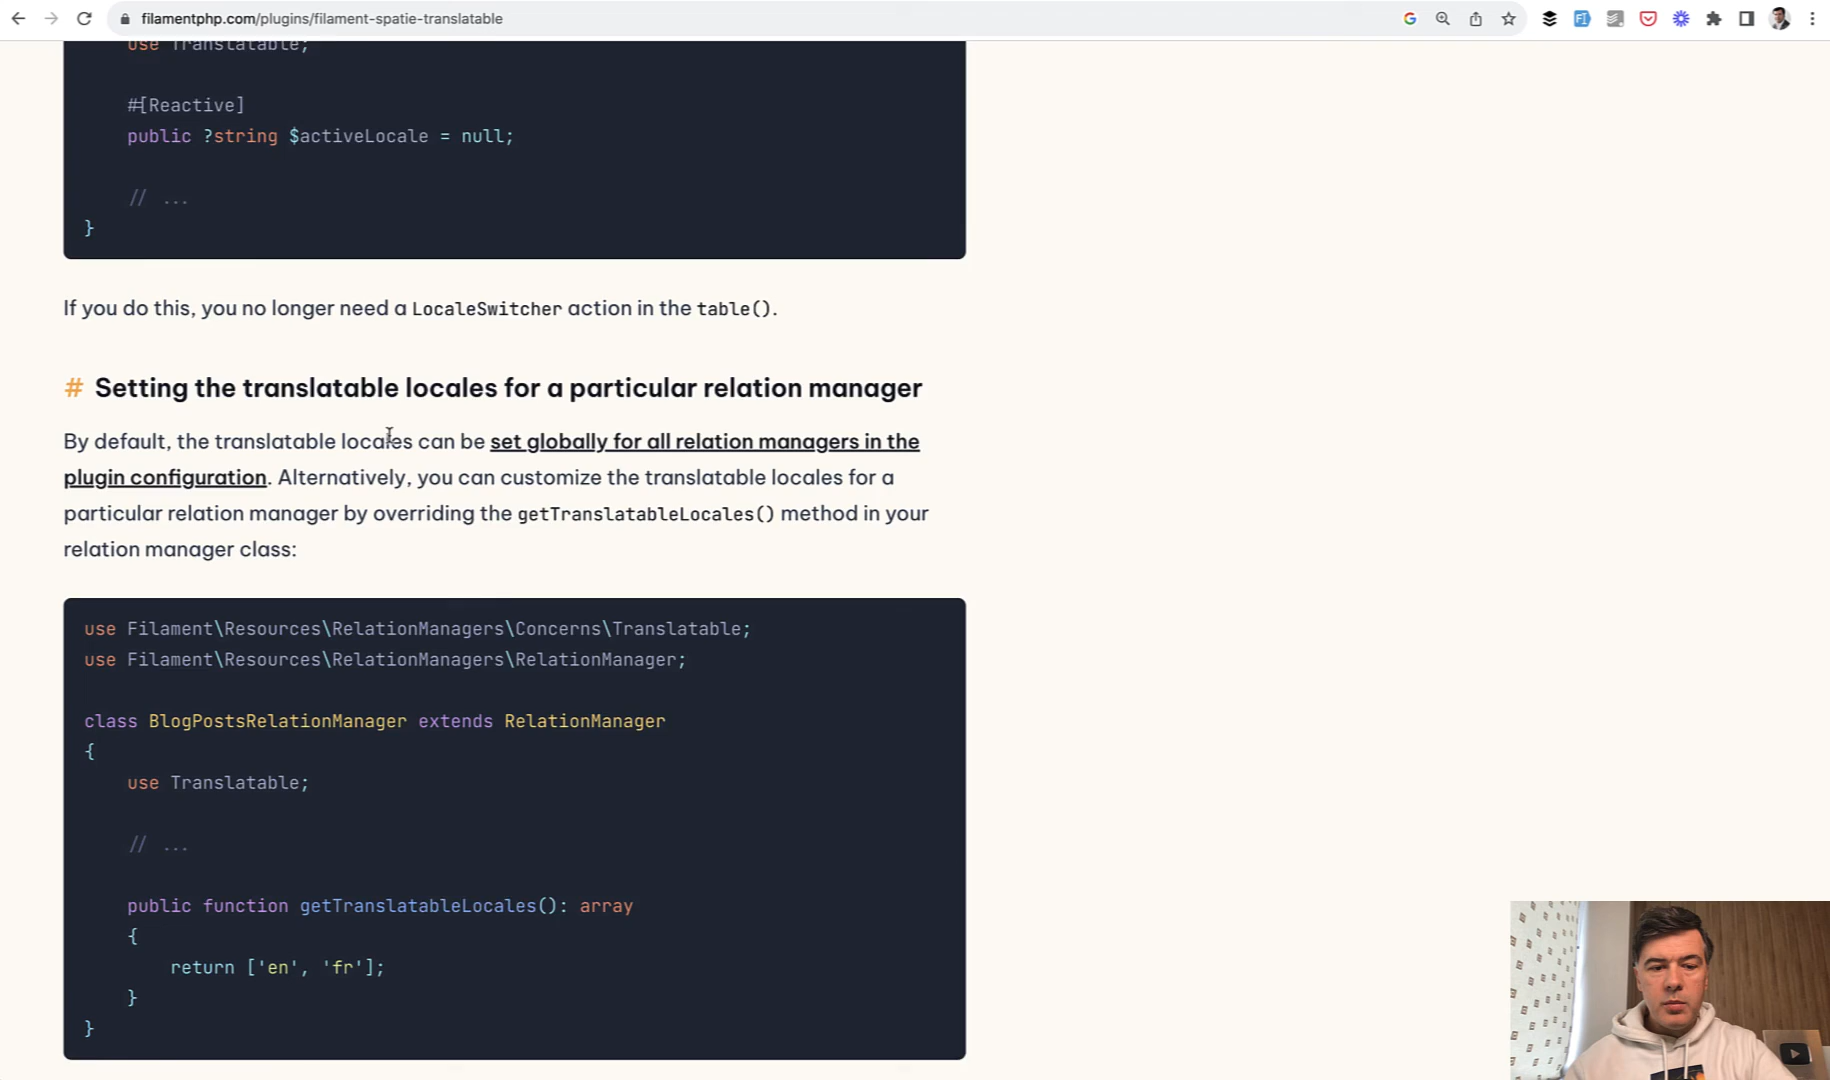 filamentphp.com/plugins/filament-spatie-translatable
use Translatable;
#[Reactive]
public ?string $activeLocale = null;
// ...
}
If you do this, you no longer need a LocaleSwitcher action in the table().
# Setting the translatable locales for a particular relation manager
By default, the translatable locales can be set globally for all relation managers in the
plugin configuration. Alternatively, you can customize the translatable locales for a
particular relation manager by overriding the getTranslatableLocales() method in your
relation manager class:
use Filament\Resources\RelationManagers\Concerns\Translatable;
use Filament\Resources\RelationManagers\RelationManager;
class BlogPostsRelationManager extends RelationManager
{
use Translatable;
// ...
public function getTranslatableLocales(): array
{
return ['en', 'fr'];
}
}